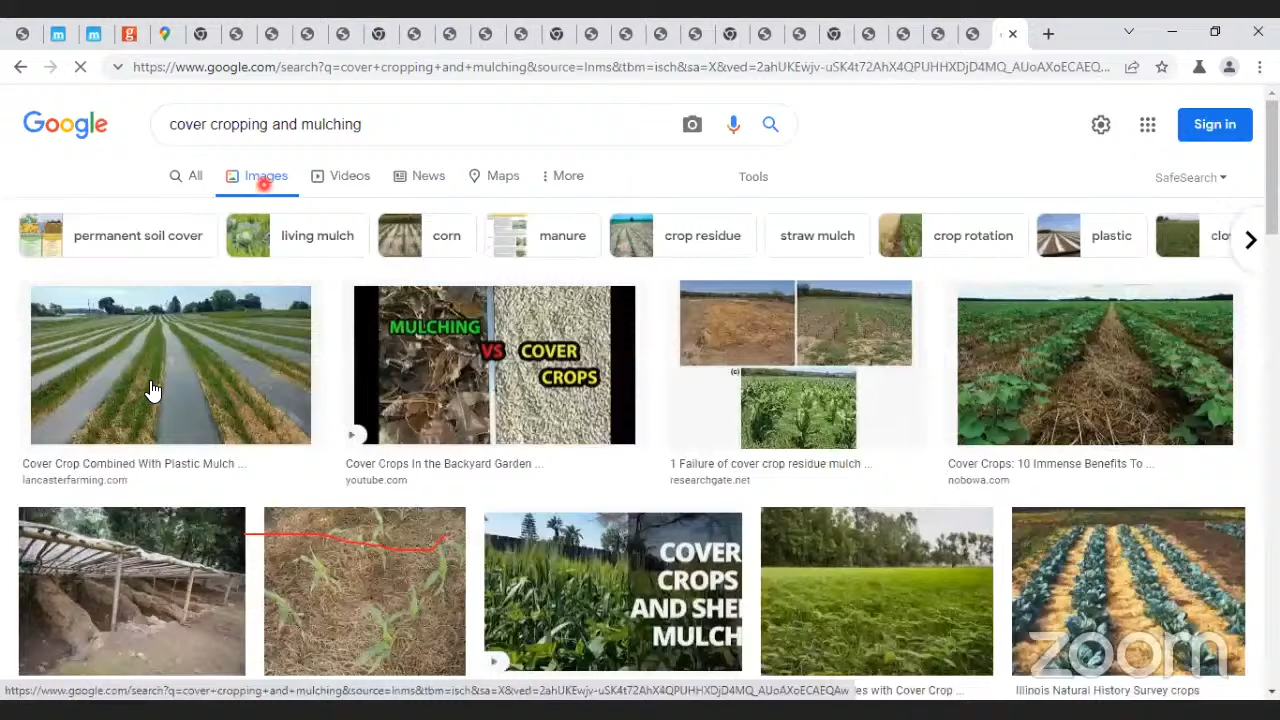 https://www.google.com/search?q=cover+cropping+and+mulching&source=lnms&tbm=isch&sa=X&ved=2ahUKEwjv-uSK4t72AhX4QPUHHXDjD4MQ_AUoAXoECAEQ...
Google
cover cropping and mulching
Sign in
All
Images
Videos
News
Maps
More
Tools
SafeSearch
permanent soil cover
living mulch
corn
manure
crop residue
straw mulch
crop rotation
plastic
clo
MULCHING
VS
COVER
CROPS
(c)
Cover Crop Combined With Plastic Mulch ...
lancasterfarming.com
Cover Crops In the Backyard Garden ...
youtube.com
1 Failure of cover crop residue mulch ...
researchgate.net
Cover Crops: 10 Immense Benefits To ...
nobowa.com
COVER
CROPS
AND SHE
MULCH
zoom
https://www.google.com/search?q=cover+cropping+and+mulching&source=lnms&tbm=isch&sa=X&ved=2ahUKEwjv-uSK4t72AhX4QPUHHXDjD4MQ_AUoAXoECAEQAw
es with Cover Crop ...
Illinois Natural History Survey crops